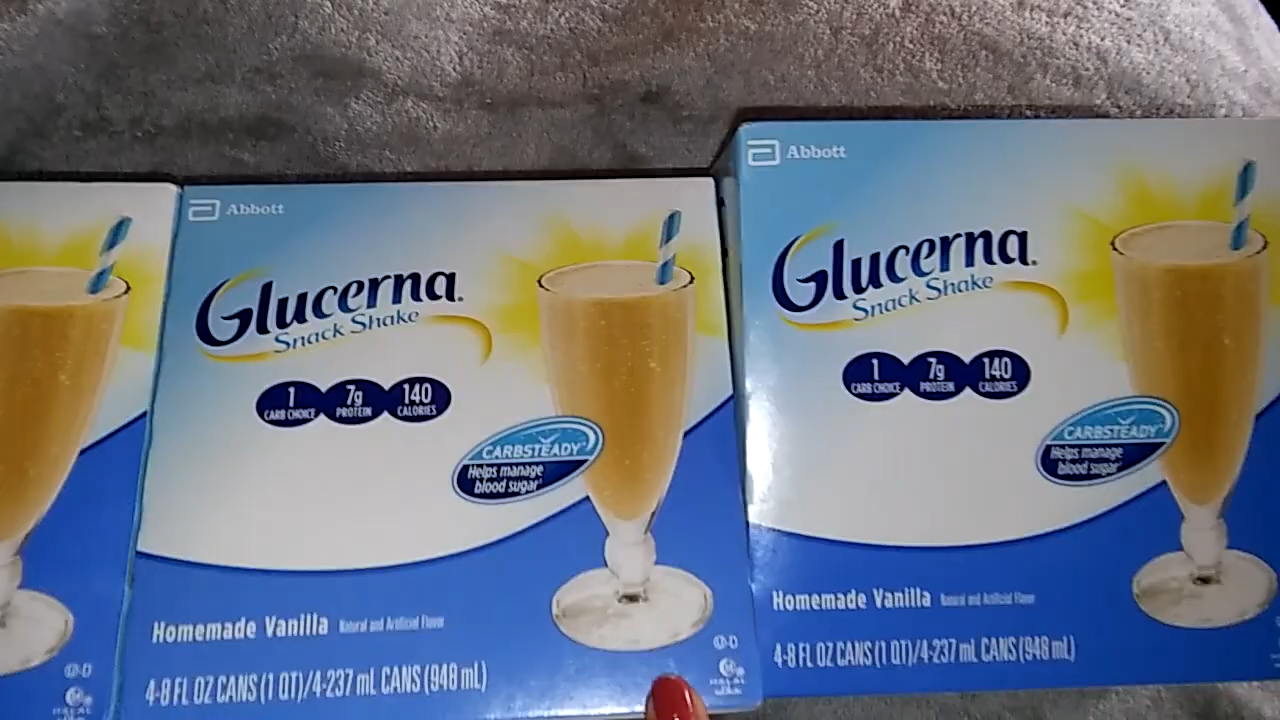 Abbott
Glucerna.
Snack Shake
1 CARB CHOICE
7g PROTEIN
140 CALORIES
CARBSTEADY™
Helps manage
blood sugar
Homemade Vanilla Natural and Artificial Flavor
4-8 FL OZ CANS (1 QT)/4-237 mL CANS (948 mL)
Abbott
Glucerna.
Snack Shake
1 CARB CHOICE
7g PROTEIN
140 CALORIES
CARBSTEADY™
Helps manage
blood sugar
Homemade Vanilla Natural and Artificial Flavor
4-8 FL OZ CANS (1 QT)/4-237 mL CANS (948 mL)